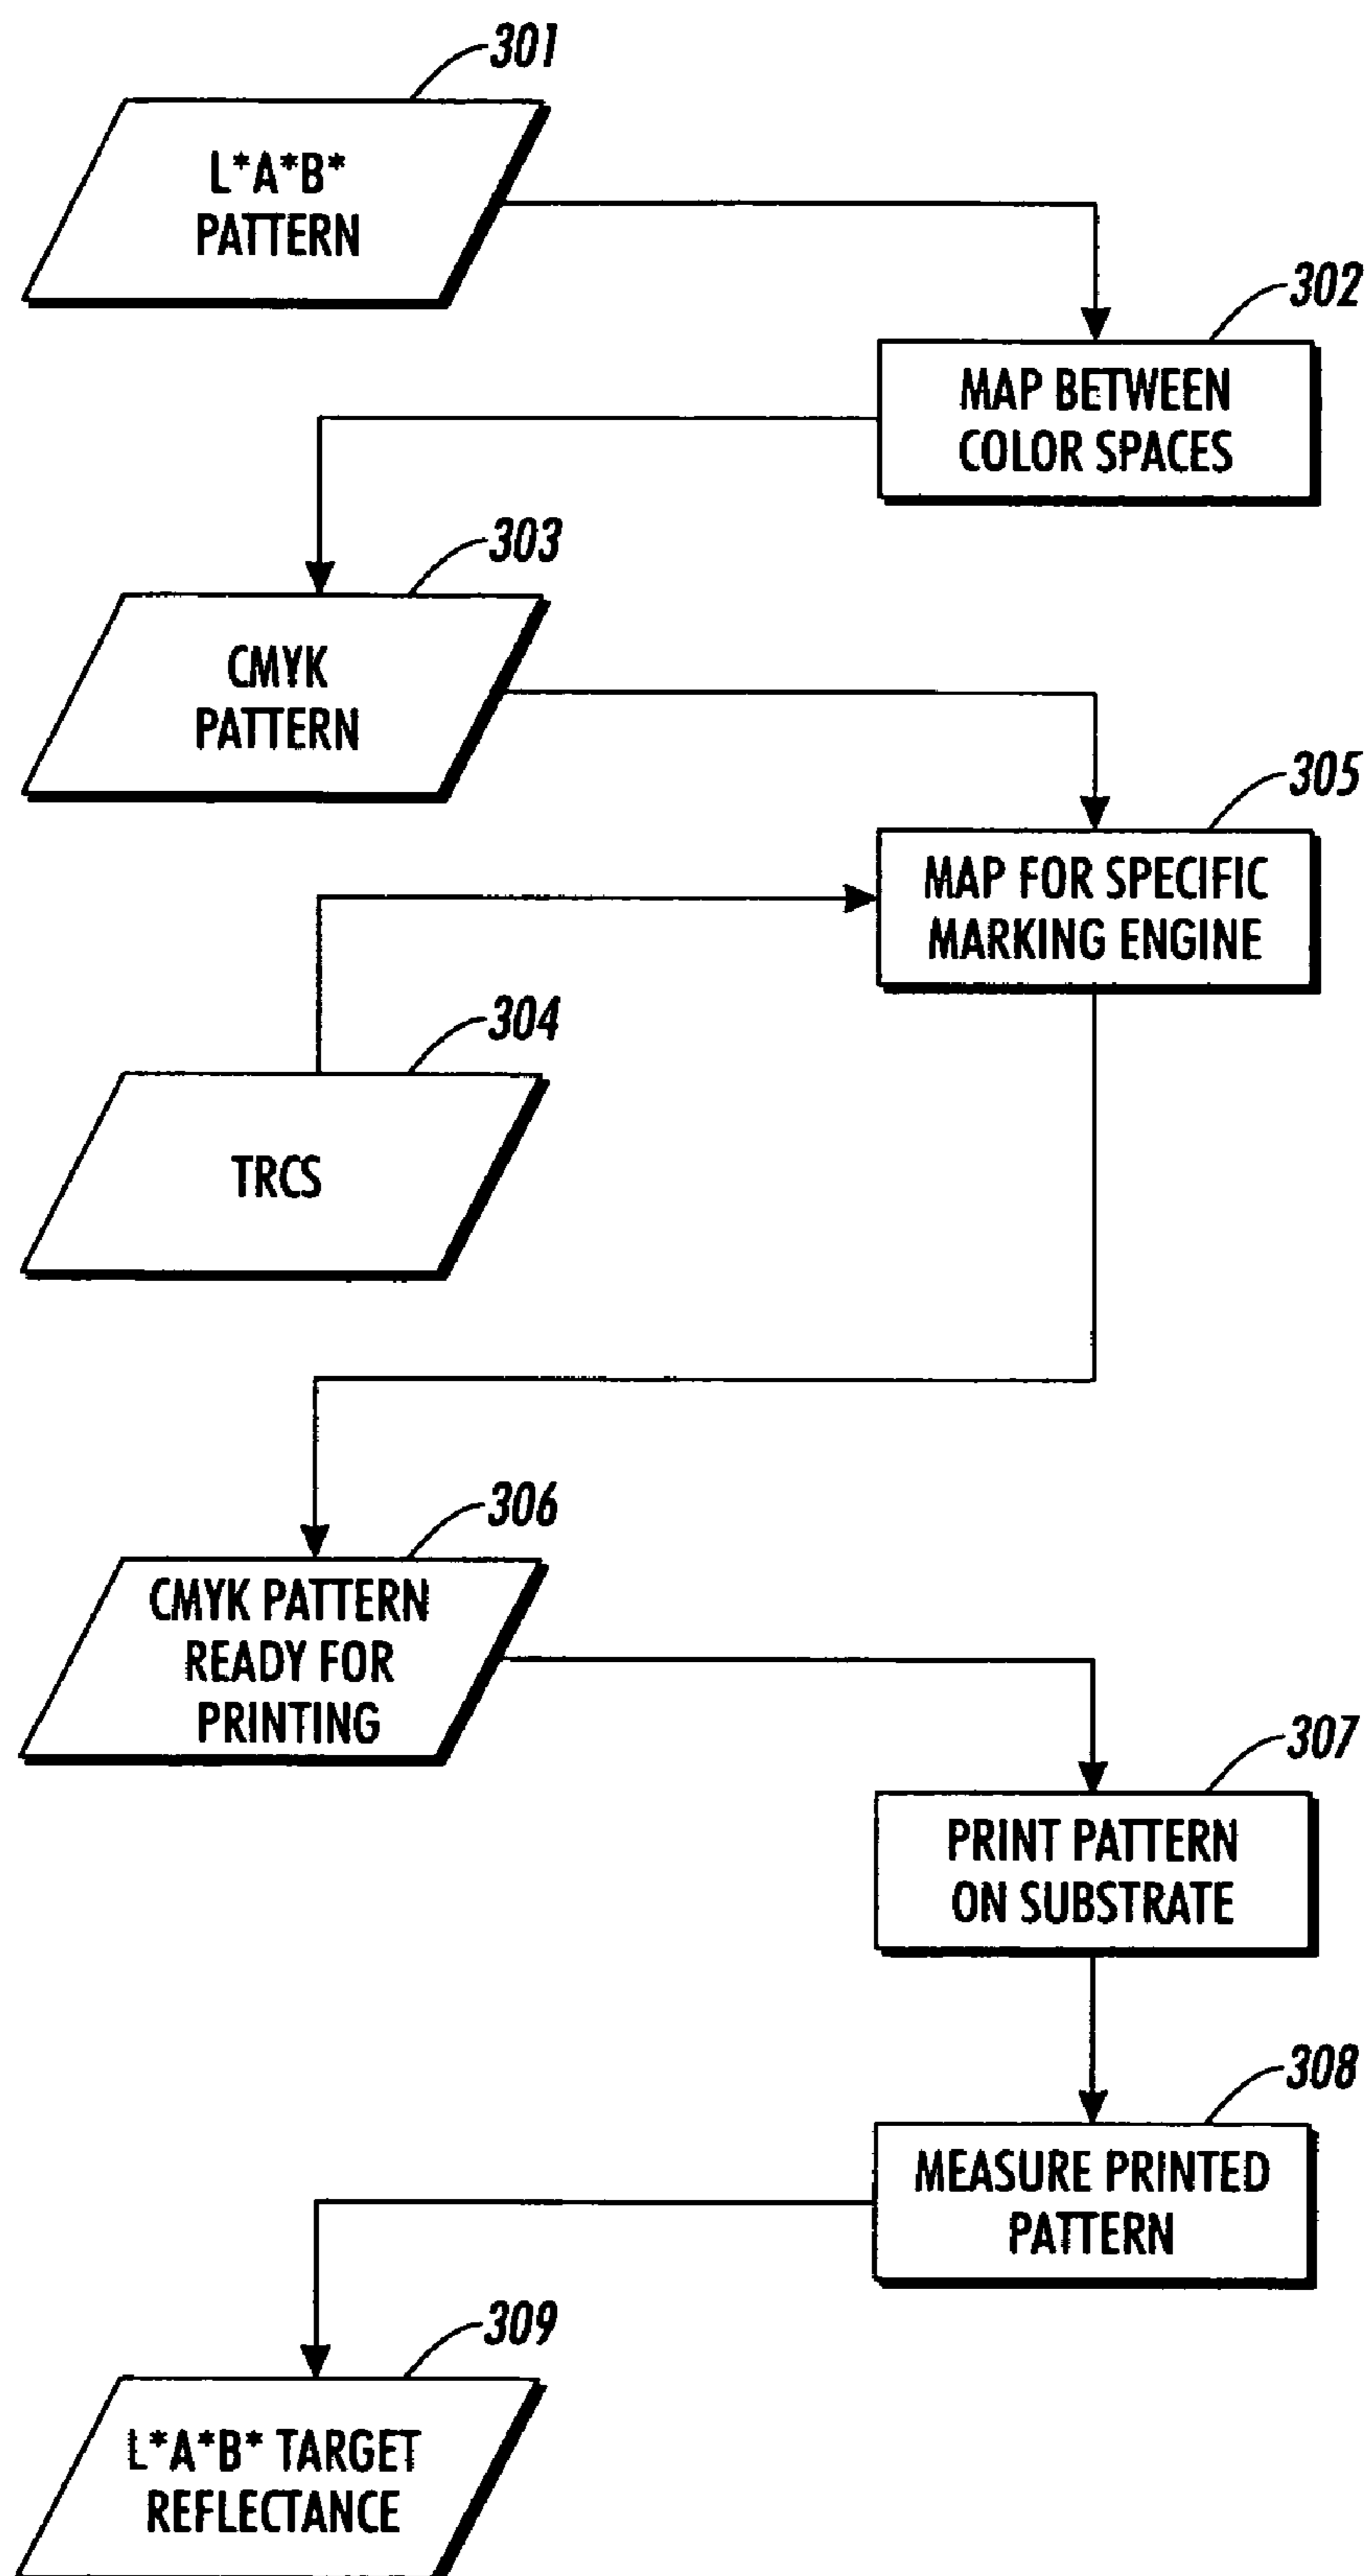 301
L*A*B*
PATTERN
302
MAP BETWEEN
COLOR SPACES
303
CMYK
PATTERN
305
MAP FOR SPECIFIC
MARKING ENGINE
304
TRCS
306
CMYK PATTERN
READY FOR
PRINTING
307
PRINT PATTERN
ON SUBSTRATE
308
MEASURE PRINTED
PATTERN
309
L*A*B* TARGET
REFLECTANCE